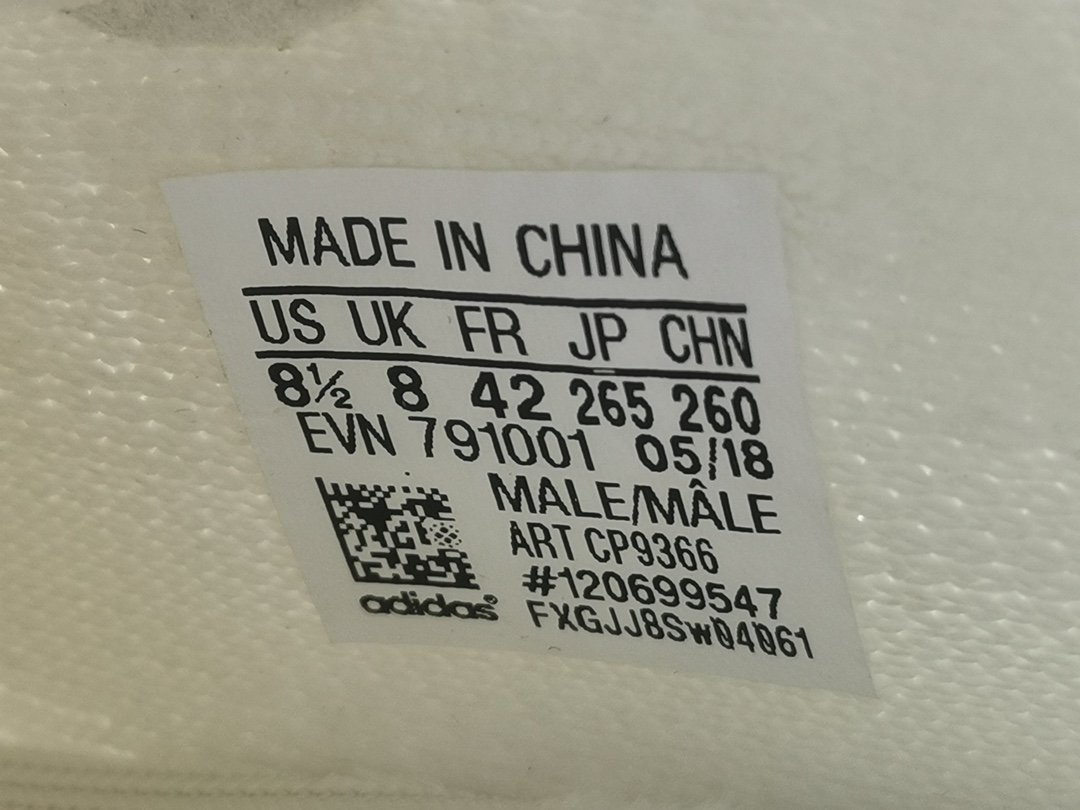 MADE IN CHINA
US UK FR JP CHN
8½ 8 42 265 260
EVN 791001 05/18
MALE/MÂLE
ART CP9366
#120699547
adidas®
FXGJJ8Sw04061